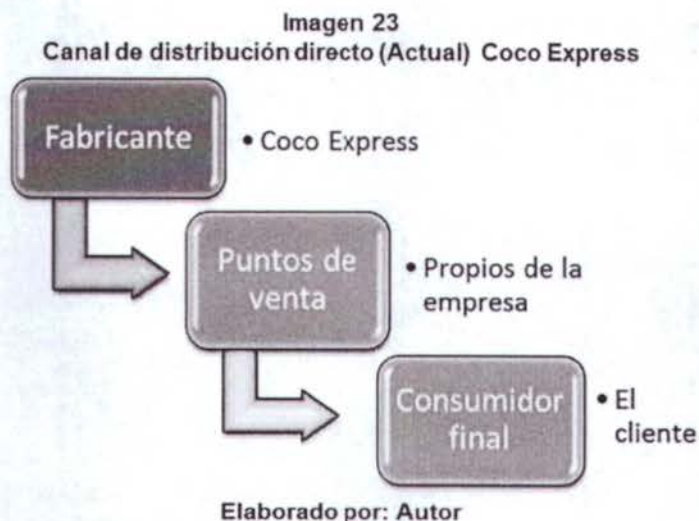 Imagen 23
Canal de distribución directo (Actual) Coco Express
Fabricante
• Coco Express
Puntos de
venta
• Propios de la
empresa
Consumidor
final
• El
cliente
Elaborado por: Autor